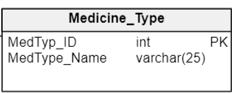 Medicine_Type
MedTyp_ID int PK
MedType_Name varchar(25)